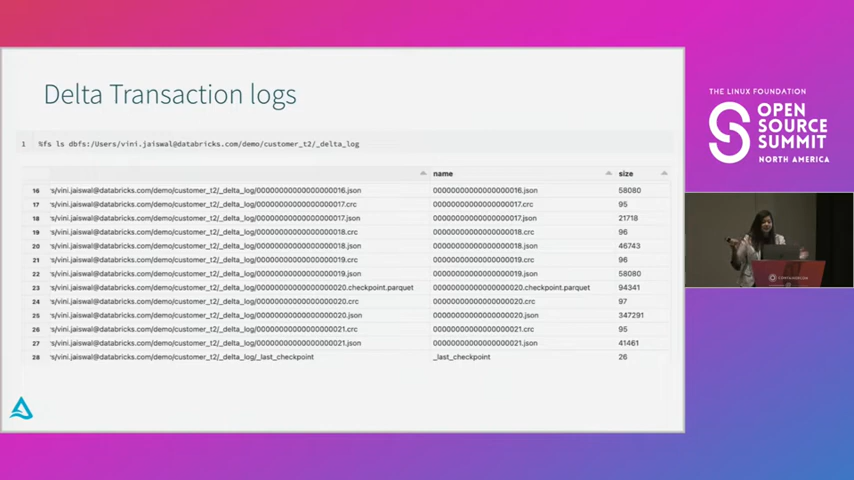 Delta Transaction logs
1 %fs ls dbfs:/Users/vini.jaiswal@databricks.com/demo/customer_t2/_delta_log
name size
16 s/vini.jaiswal@databricks.com/demo/customer_t2/_delta_log/00000000000000000016.json 00000000000000000016.json 58080
17 s/vini.jaiswal@databricks.com/demo/customer_t2/_delta_log/00000000000000000017.crc 00000000000000000017.crc 95
18 s/vini.jaiswal@databricks.com/demo/customer_t2/_delta_log/00000000000000000017.json 00000000000000000017.json 21718
19 s/vini.jaiswal@databricks.com/demo/customer_t2/_delta_log/00000000000000000018.crc 00000000000000000018.crc 96
20 s/vini.jaiswal@databricks.com/demo/customer_t2/_delta_log/00000000000000000018.json 00000000000000000018.json 46743
21 s/vini.jaiswal@databricks.com/demo/customer_t2/_delta_log/00000000000000000019.crc 00000000000000000019.crc 96
22 s/vini.jaiswal@databricks.com/demo/customer_t2/_delta_log/00000000000000000019.json 00000000000000000019.json 58080
23 s/vini.jaiswal@databricks.com/demo/customer_t2/_delta_log/00000000000000000020.checkpoint.parquet 00000000000000000020.checkpoint.parquet 94341
24 s/vini.jaiswal@databricks.com/demo/customer_t2/_delta_log/00000000000000000020.crc 00000000000000000020.crc 97
25 s/vini.jaiswal@databricks.com/demo/customer_t2/_delta_log/00000000000000000020.json 00000000000000000020.json 347291
26 s/vini.jaiswal@databricks.com/demo/customer_t2/_delta_log/00000000000000000021.crc 00000000000000000021.crc 95
27 s/vini.jaiswal@databricks.com/demo/customer_t2/_delta_log/00000000000000000021.json 00000000000000000021.json 41461
28 s/vini.jaiswal@databricks.com/demo/customer_t2/_delta_log/_last_checkpoint _last_checkpoint 26
THE LINUX FOUNDATION
OPEN
SOURCE
SUMMIT
NORTH AMERICA